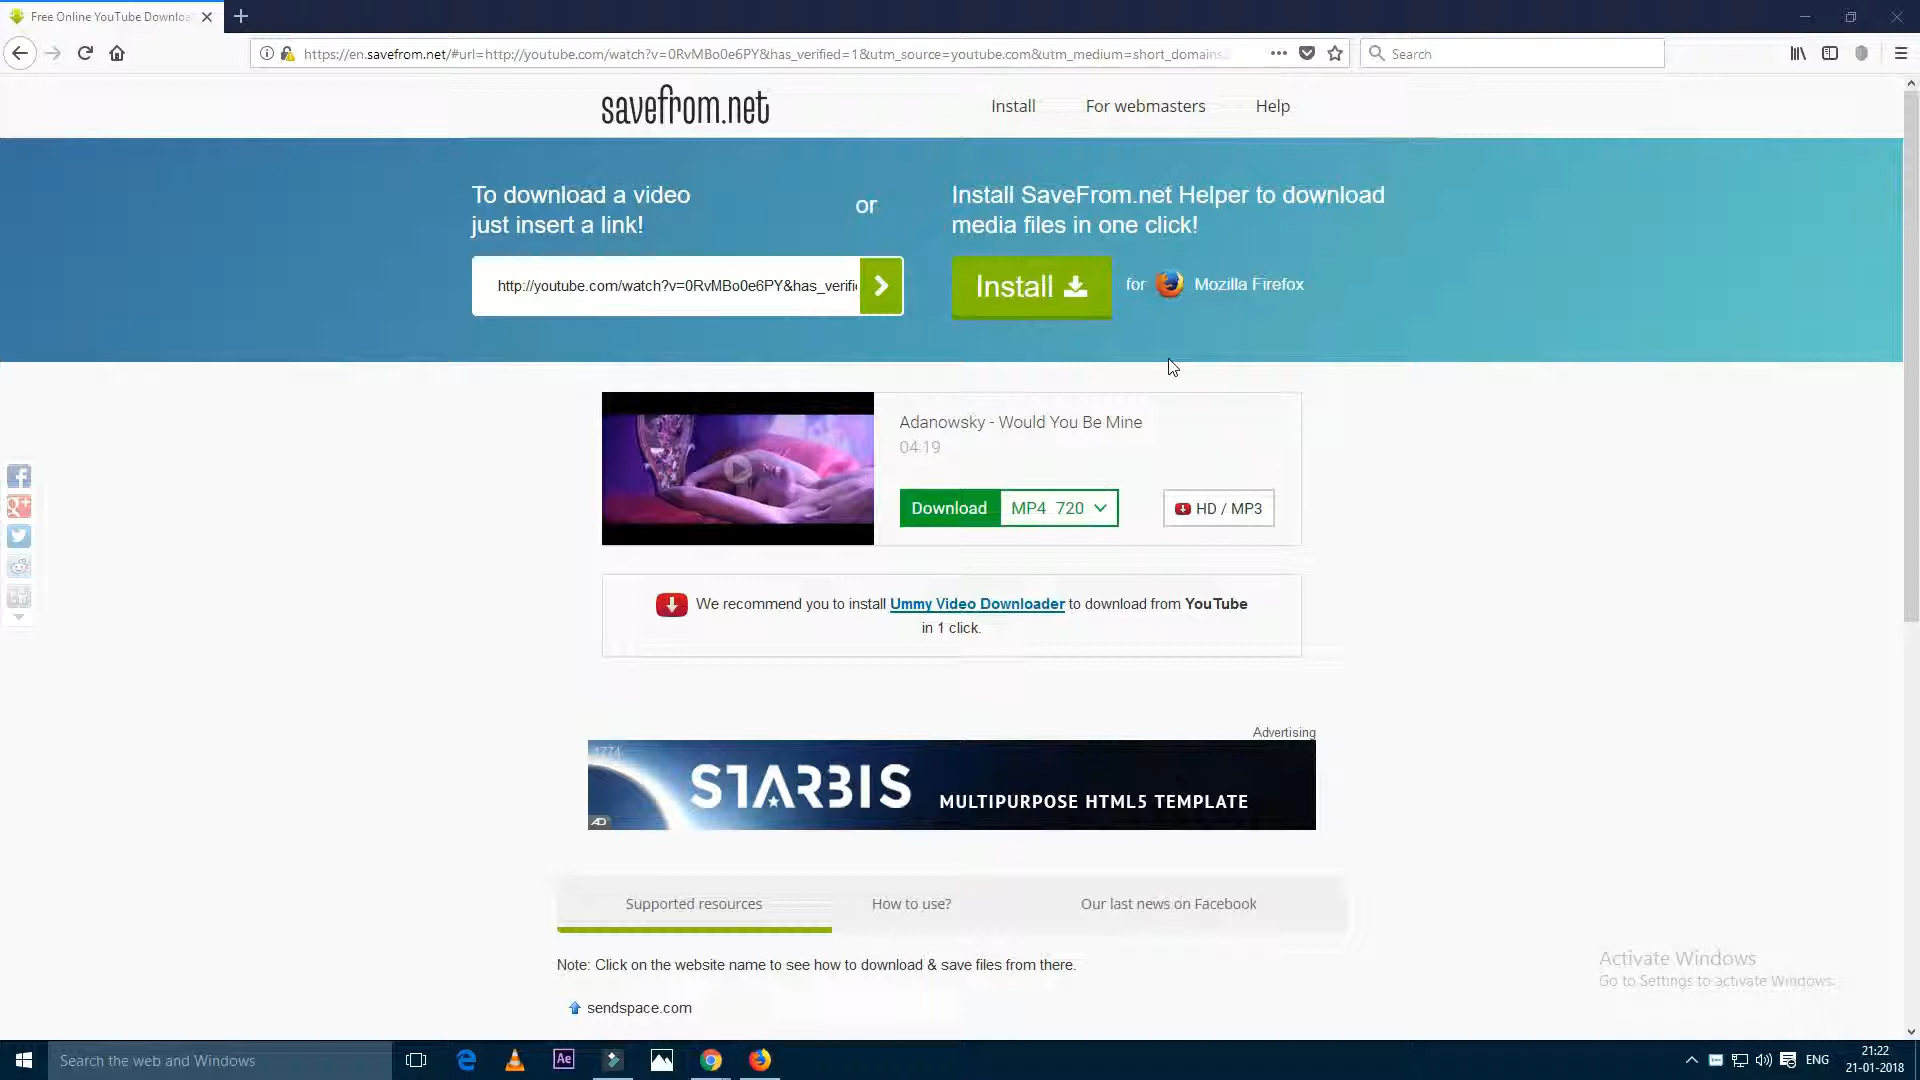 Free Online YouTube Downloa
https://en.savefrom.net/#url=http://youtube.com/watch?v=0RvMBo0e6PY&has_verified=1&utm_source=youtube.com&utm_medium=short_domains
Search
savefrom.net
Install
For webmasters
Help
To download a video
just insert a link!
or
Install SaveFrom.net Helper to download
media files in one click!
http://youtube.com/watch?v=0RvMBo0e6PY&has_verifi
Install
for
Mozilla Firefox
Adanowsky - Would You Be Mine
04:19
Download MP4 720
HD / MP3
We recommend you to install Ummy Video Downloader to download from YouTube
in 1 click.
Advertising
1774
STARBIS
MULTIPURPOSE HTML5 TEMPLATE
AD
Supported resources
How to use?
Our last news on Facebook
Note: Click on the website name to see how to download & save files from there.
sendspace.com
Activate Windows
Go to Settings to activate Windows.
Search the web and Windows
Ae
ENG
21:22
21-01-2018